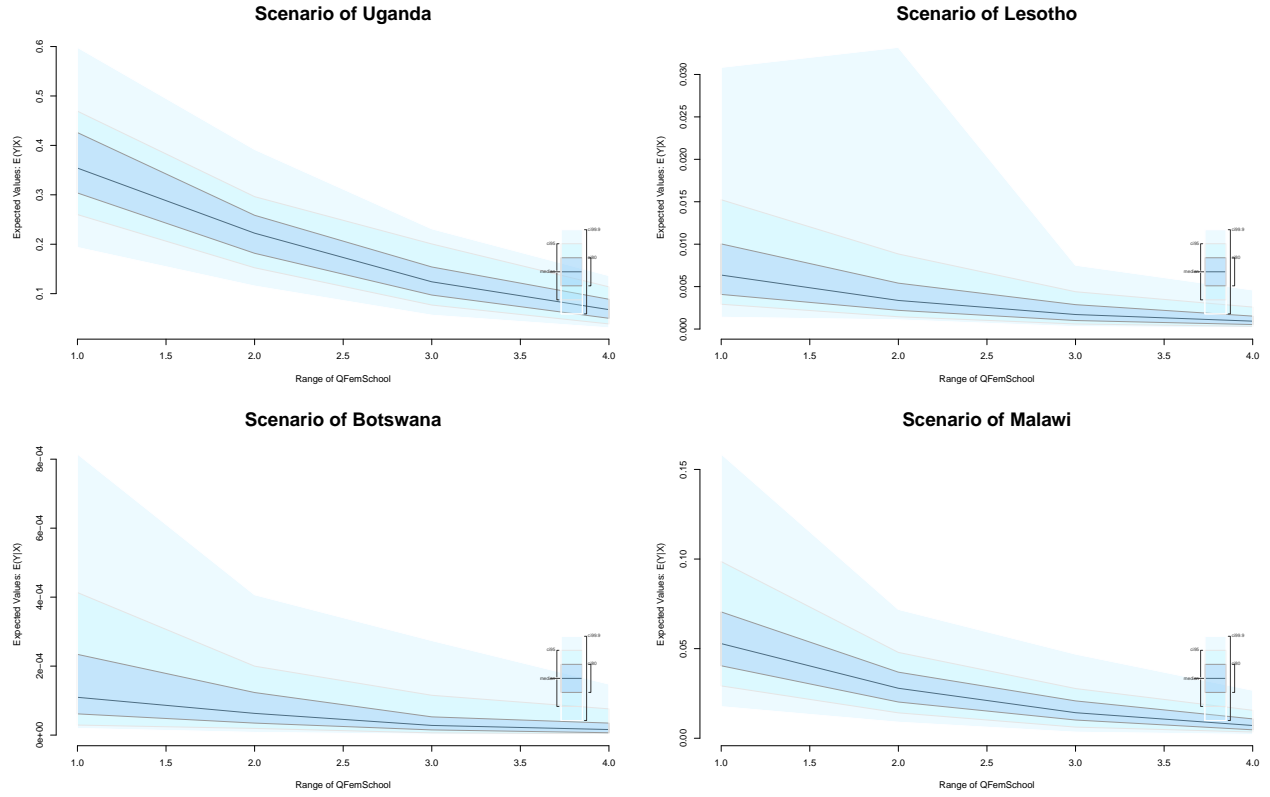 Scenario of Uganda
Expected Values: E(Y|X)
0.6
0.5
0.4
0.3
0.2
0.1
median
1.0 1.5 2.0 2.5 3.0 3.5 4.0
Range of QFemSchool
Scenario of Lesotho
Expected Values: E(Y|X)
0.030
0.025
0.020
0.015
0.010
0.005
0.000
median
1.0 1.5 2.0 2.5 3.0 3.5 4.0
Range of QFemSchool
Scenario of Botswana
Expected Values: E(Y|X)
8e−04
6e−04
4e−04
2e−04
0e+00
median
1.0 1.5 2.0 2.5 3.0 3.5 4.0
Range of QFemSchool
Scenario of Malawi
Expected Values: E(Y|X)
0.15
0.10
0.05
0.00
median
1.0 1.5 2.0 2.5 3.0 3.5 4.0
Range of QFemSchool